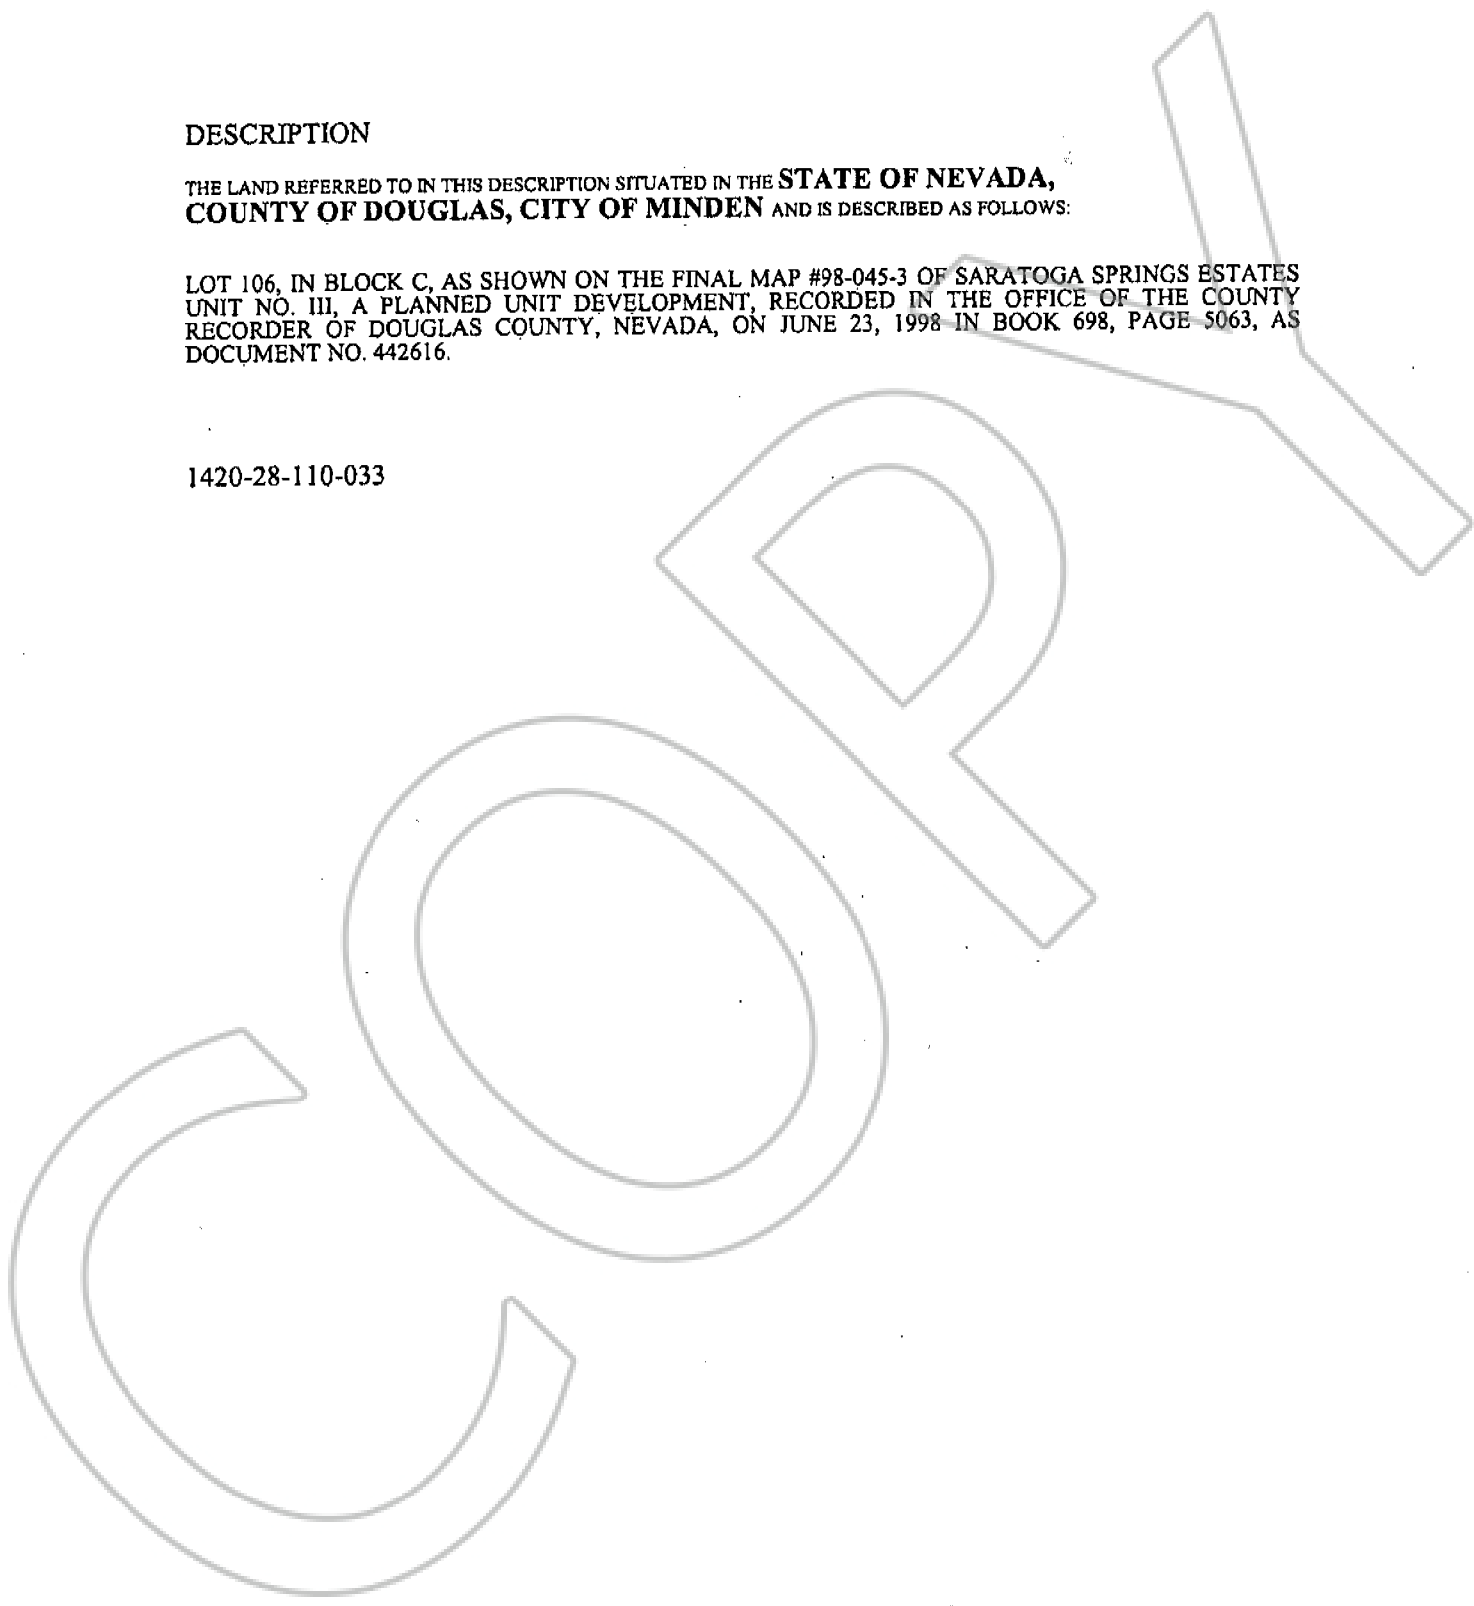 DESCRIPTION
THE LAND REFERRED TO IN THIS DESCRIPTION SITUATED IN THE STATE OF NEVADA,
COUNTY OF DOUGLAS, CITY OF MINDEN AND IS DESCRIBED AS FOLLOWS:
LOT 106, IN BLOCK C, AS SHOWN ON THE FINAL MAP #98-045-3 OF SARATOGA SPRINGS ESTATES
UNIT NO. III, A PLANNED UNIT DEVELOPMENT, RECORDED IN THE OFFICE OF THE COUNTY
RECORDER OF DOUGLAS COUNTY, NEVADA, ON JUNE 23, 1998 IN BOOK 698, PAGE 5063, AS
DOCUMENT NO. 442616.
1420-28-110-033
COPY